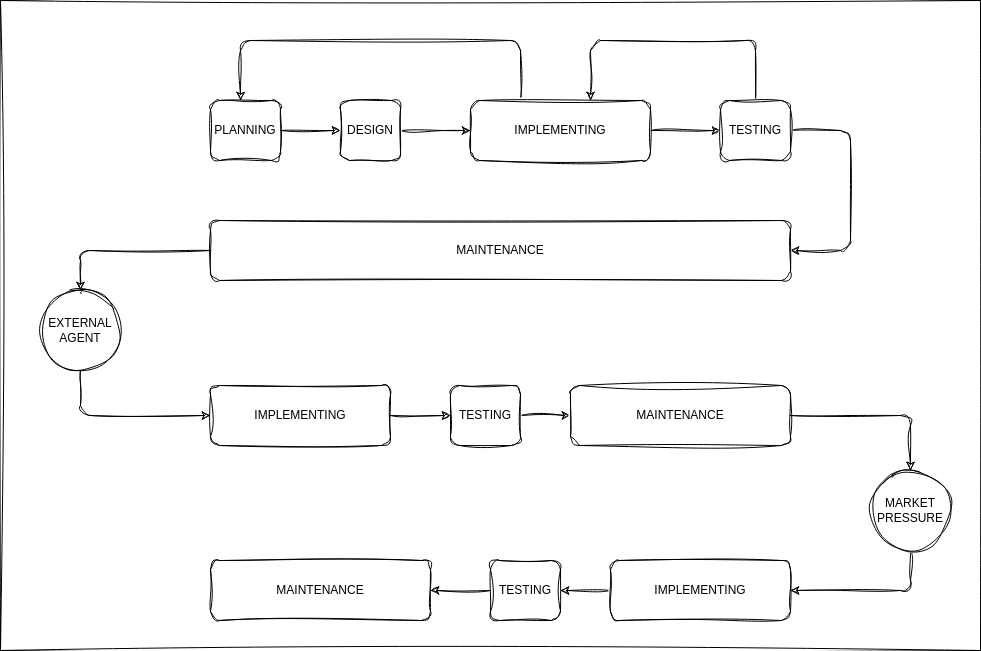 PLANNING
DESIGN
IMPLEMENTING
TESTING
MAINTENANCE
EXTERNAL
AGENT
IMPLEMENTING
TESTING
MAINTENANCE
MARKET
PRESSURE
MAINTENANCE
TESTING
IMPLEMENTING